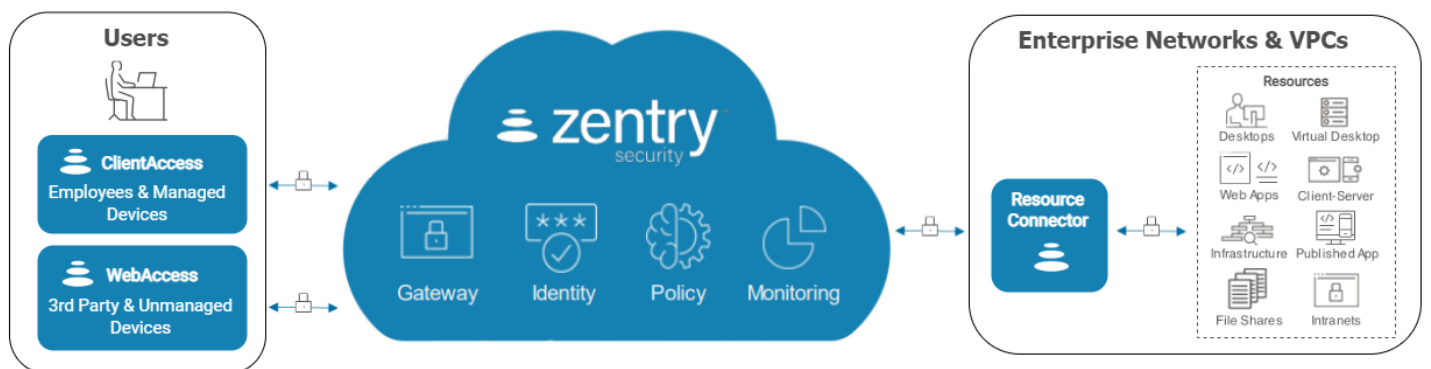 Users
ClientAccess
Employees & Managed
Devices
WebAccess
3rd Party & Unmanaged
Devices
zentry
security
***
Gateway
Identity
Policy
Monitoring
Enterprise Networks & VPCs
Resource
Connector
Resources
Desktops
Virtual Desktop
</> </>
Web Apps
Client-Server
</>
Infrastructure
Published App
File Shares
Intranets